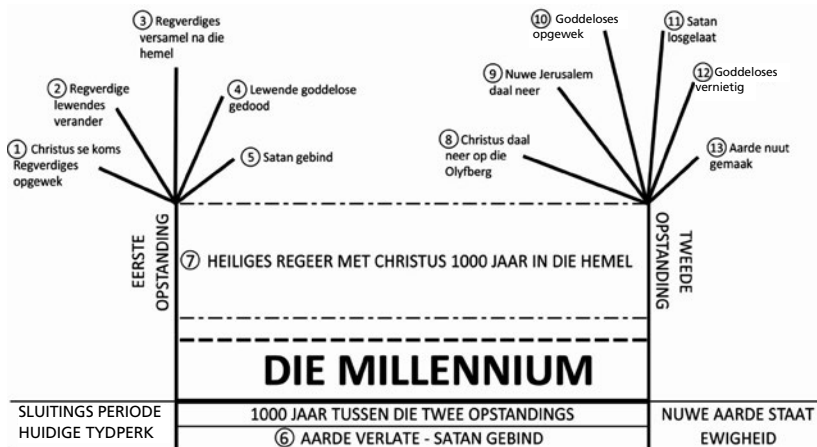 ① Christus se koms
Regverdiges
opgewek
② Regverdige
lewendes
verander
③ Regverdiges
versamel na die
hemel
④ Lewende goddelose
gedood
⑤ Satan gebind
⑧ Christus daal
neer op die
Olyfberg
⑨ Nuwe Jerusalem
daal neer
⑩ Goddeloses
opgewek
⑪ Satan
losgelaat
⑫ Goddeloses
vernietig
⑬ Aarde nuut
gemaak
EERSTE
OPSTANDING
⑦ HEILIGES REGEER MET CHRISTUS 1000 JAAR IN DIE HEMEL
TWEEDE
OPSTANDING
DIE MILLENNIUM
SLUITINGS PERIODE
HUIDIGE TYDPERK
1000 JAAR TUSSEN DIE TWEE OPSTANDINGS
⑥ AARDE VERLATE - SATAN GEBIND
NUWE AARDE STAAT
EWIGHEID